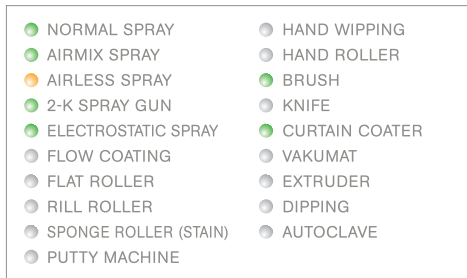 NORMAL SPRAY
AIRMIX SPRAY
AIRLESS SPRAY
2-K SPRAY GUN
ELECTROSTATIC SPRAY
FLOW COATING
FLAT ROLLER
RILL ROLLER
SPONGE ROLLER (STAIN)
PUTTY MACHINE
HAND WIPPING
HAND ROLLER
BRUSH
KNIFE
CURTAIN COATER
VAKUMAT
EXTRUDER
DIPPING
AUTOCLAVE